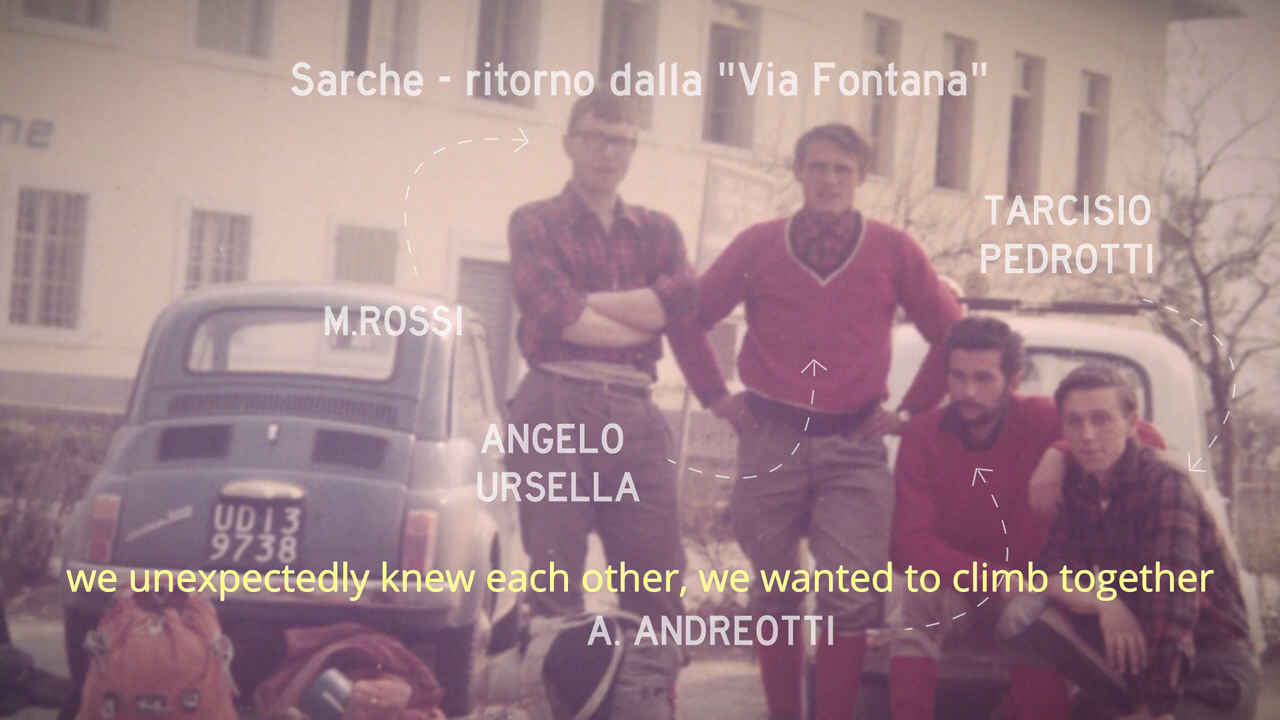 Sarche - ritorno dalla "Via Fontana"
ne
TARCISIO
PEDROTTI
M.ROSSI
ANGELO
URSELLA
UD13
9738
we unexpectedly knew each other, we wanted to climb together
A. ANDREOTTI